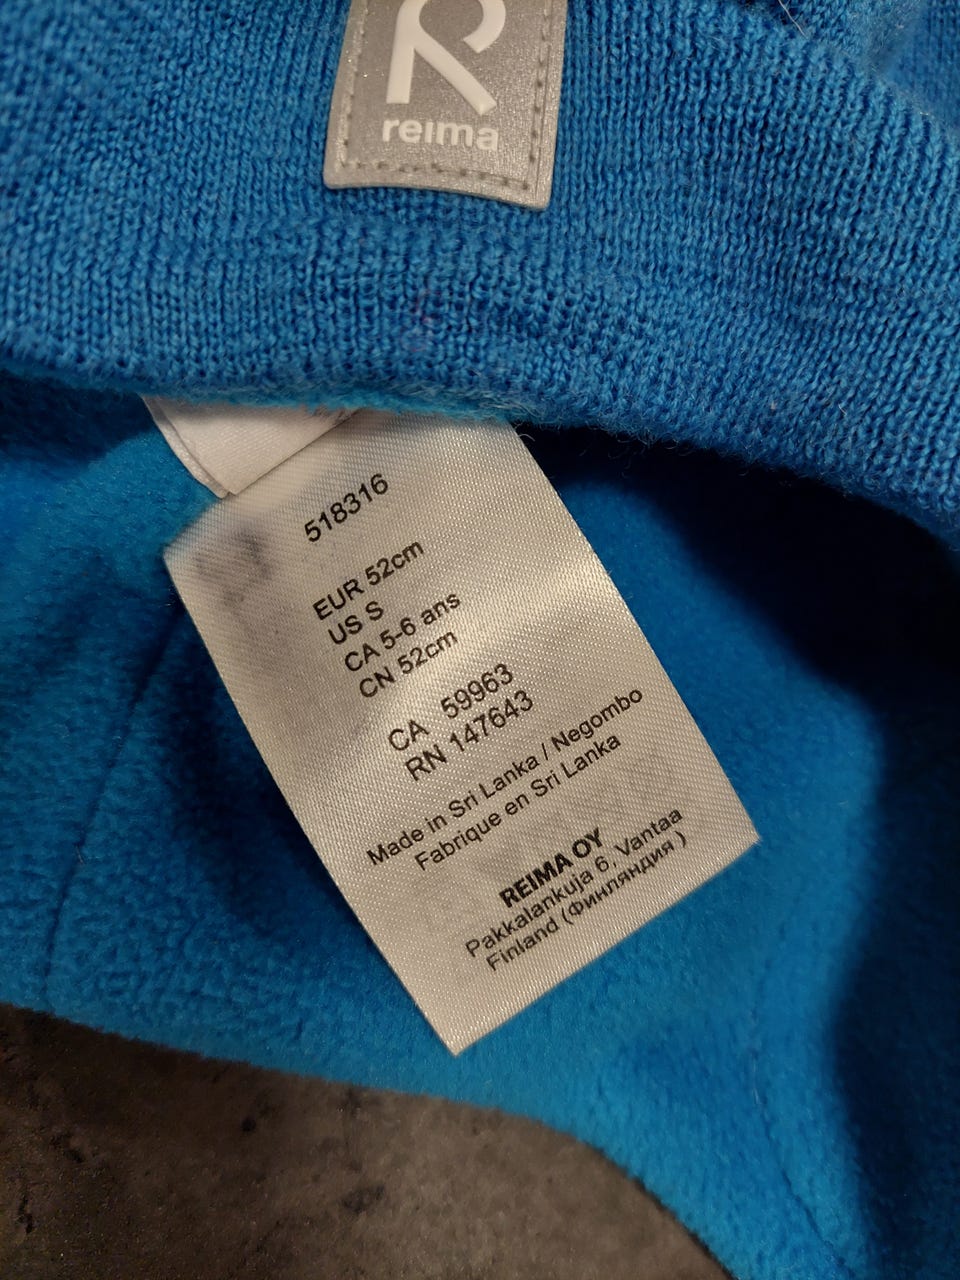 R
reima
518316
EUR 52cm
US S
CA 5-6 ans
CN 52cm
CA 59963
RN 147643
Made in Sri Lanka / Negombo
Fabrique en Sri Lanka
REIMA OY
Pakkalankuja 6, Vantaa
Finland (Финляндия )